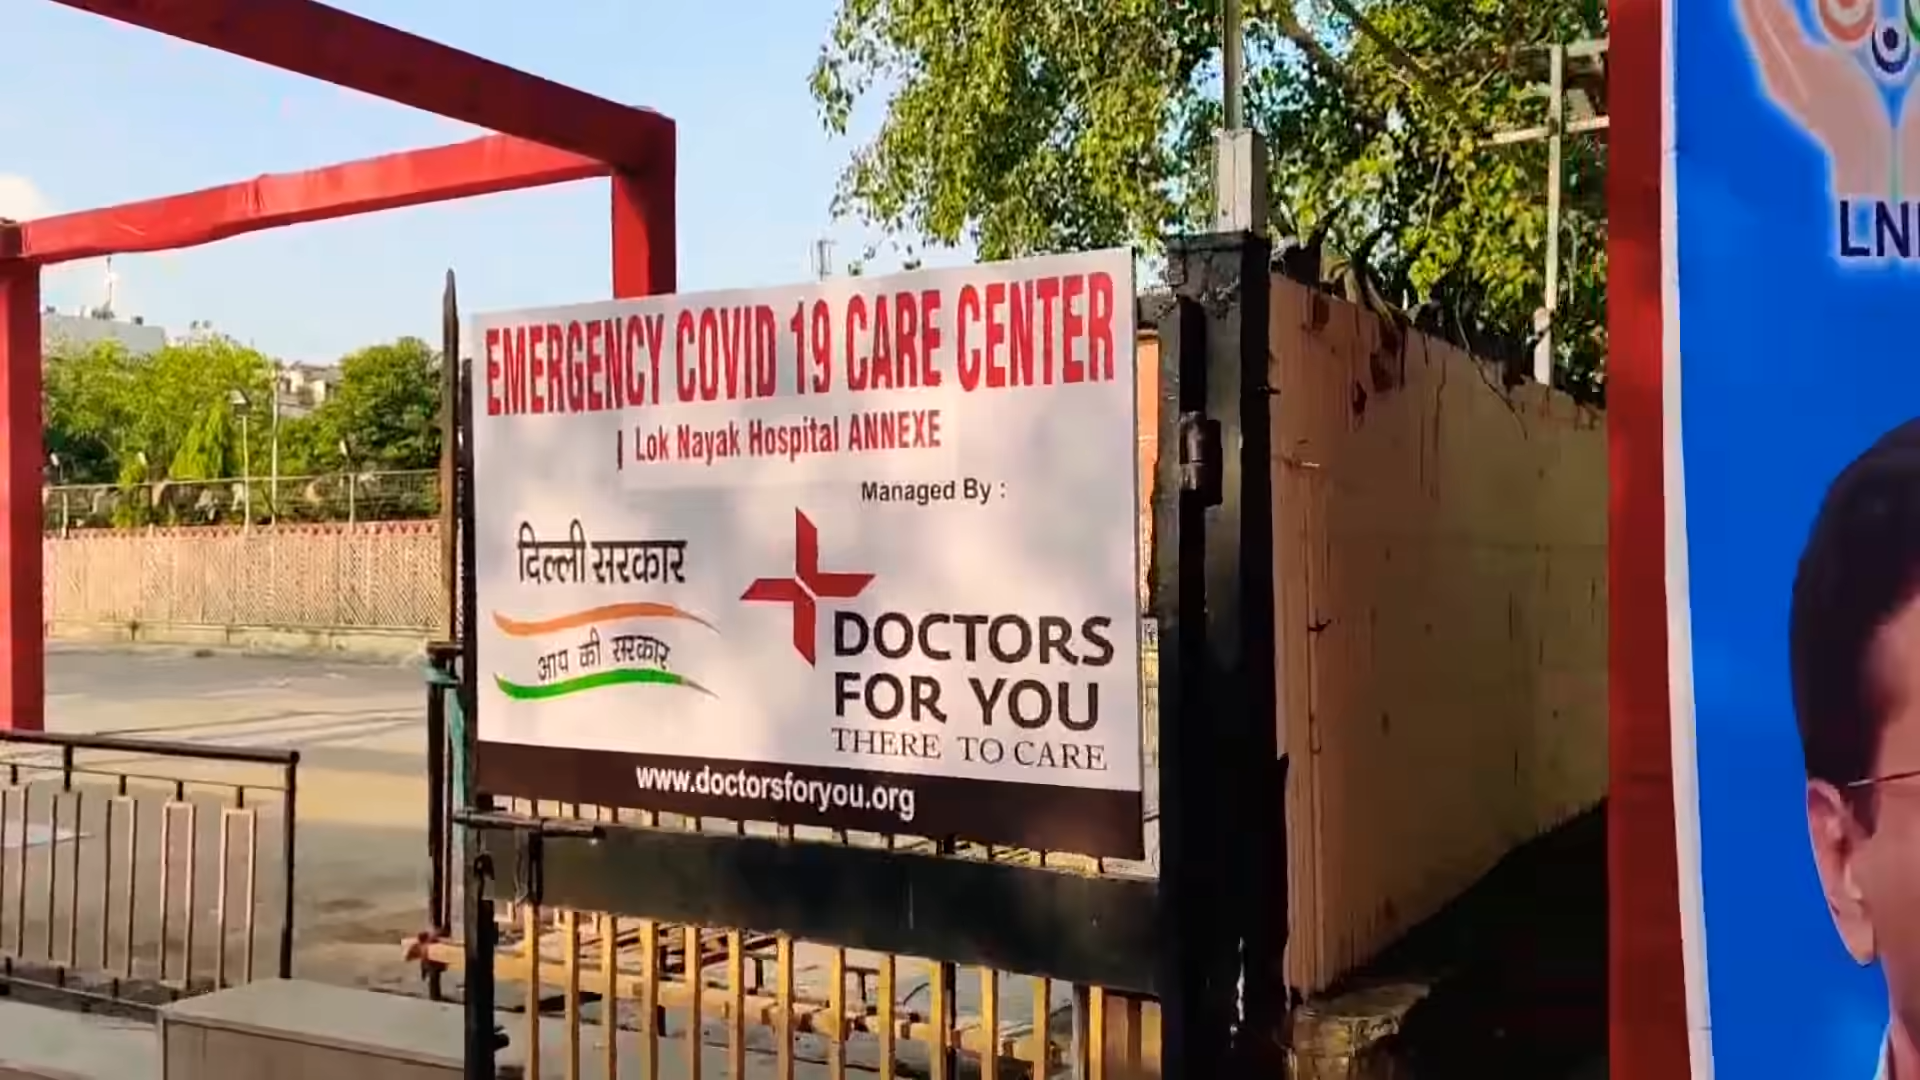 EMERGENCY COVID 19 CARE CENTER
Lok Nayak Hospital ANNEXE
Managed By :
दिल्ली सरकार
आप की सरकार
DOCTORS
FOR YOU
THERE TO CARE
www.doctorsforyou.org